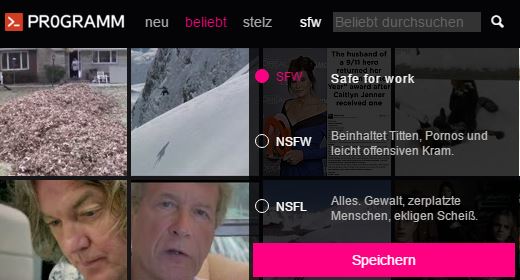 PR0GRAMM neu beliebt stelz sfw Beliebt durchsuchen
The husband of
a 9/11 hero
returned her
Year" award after
Caitlyn Jenner
received one
SFW Safe for work
NSFW Beinhaltet Titten, Pornos und
leicht offensiven Kram.
NSFL Alles. Gewalt, zerplatzte
Menschen, ekligen Scheiß.
Speichern